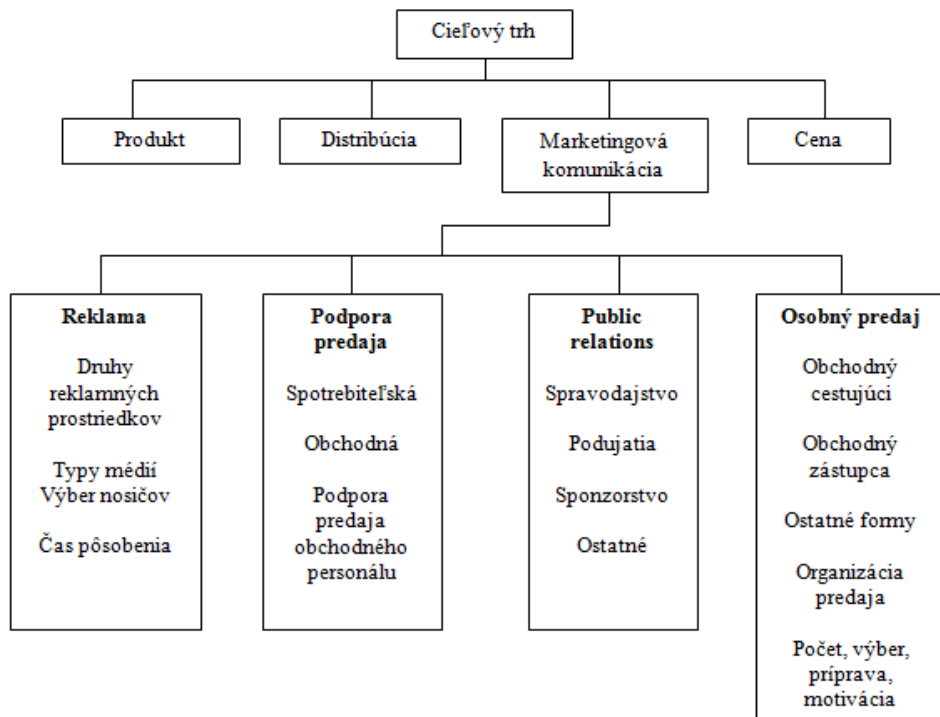 Cieľový trh
Produkt
Distribúcia
Marketingová
komunikácia
Cena
Reklama
Druhy
reklamných
prostriedkov
Typy médií
Výber nosičov
Čas pôsobenia
Podpora
predaja
Spotrebiteľská
Obchodná
Podpora
predaja
obchodného
personálu
Public
relations
Spravodajstvo
Podujatia
Sponzorstvo
Ostatné
Osobný predaj
Obchodný
cestujúci
Obchodný
zástupca
Ostatné formy
Organizácia
predaja
Počet, výber,
príprava,
motivácia